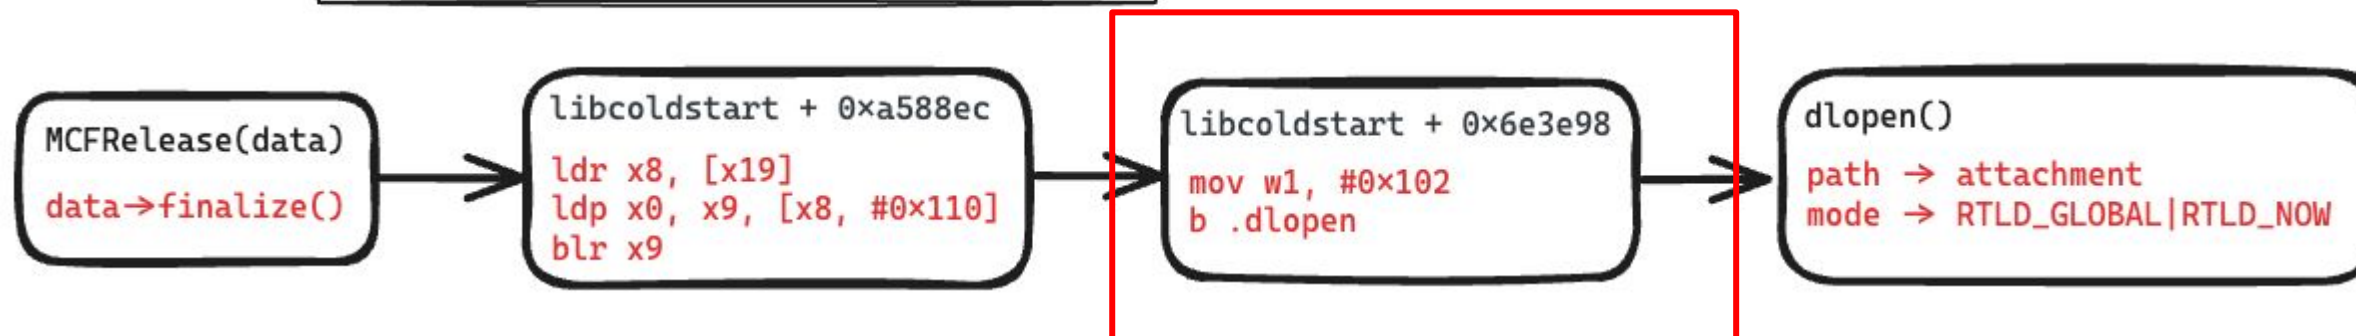 MCFRelease(data)
data→finalize()
libcoldstart + 0×a588ec
ldr x8, [x19]
ldp x0, x9, [x8, #0×110]
blr x9
libcoldstart + 0×6e3e98
mov w1, #0×102
b .dlopen
dlopen()
path → attachment
mode → RTLD_GLOBAL|RTLD_NOW